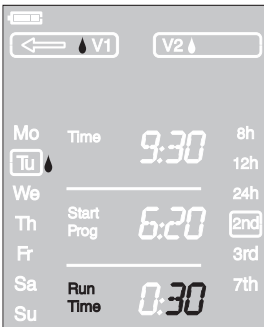 V1 V2
Mo Time 9:30 8h
Tu 12h
We 24h
Th Start Prog 6:20 2nd
Fr 3rd
Sa Run Time 0:30 7th
Su